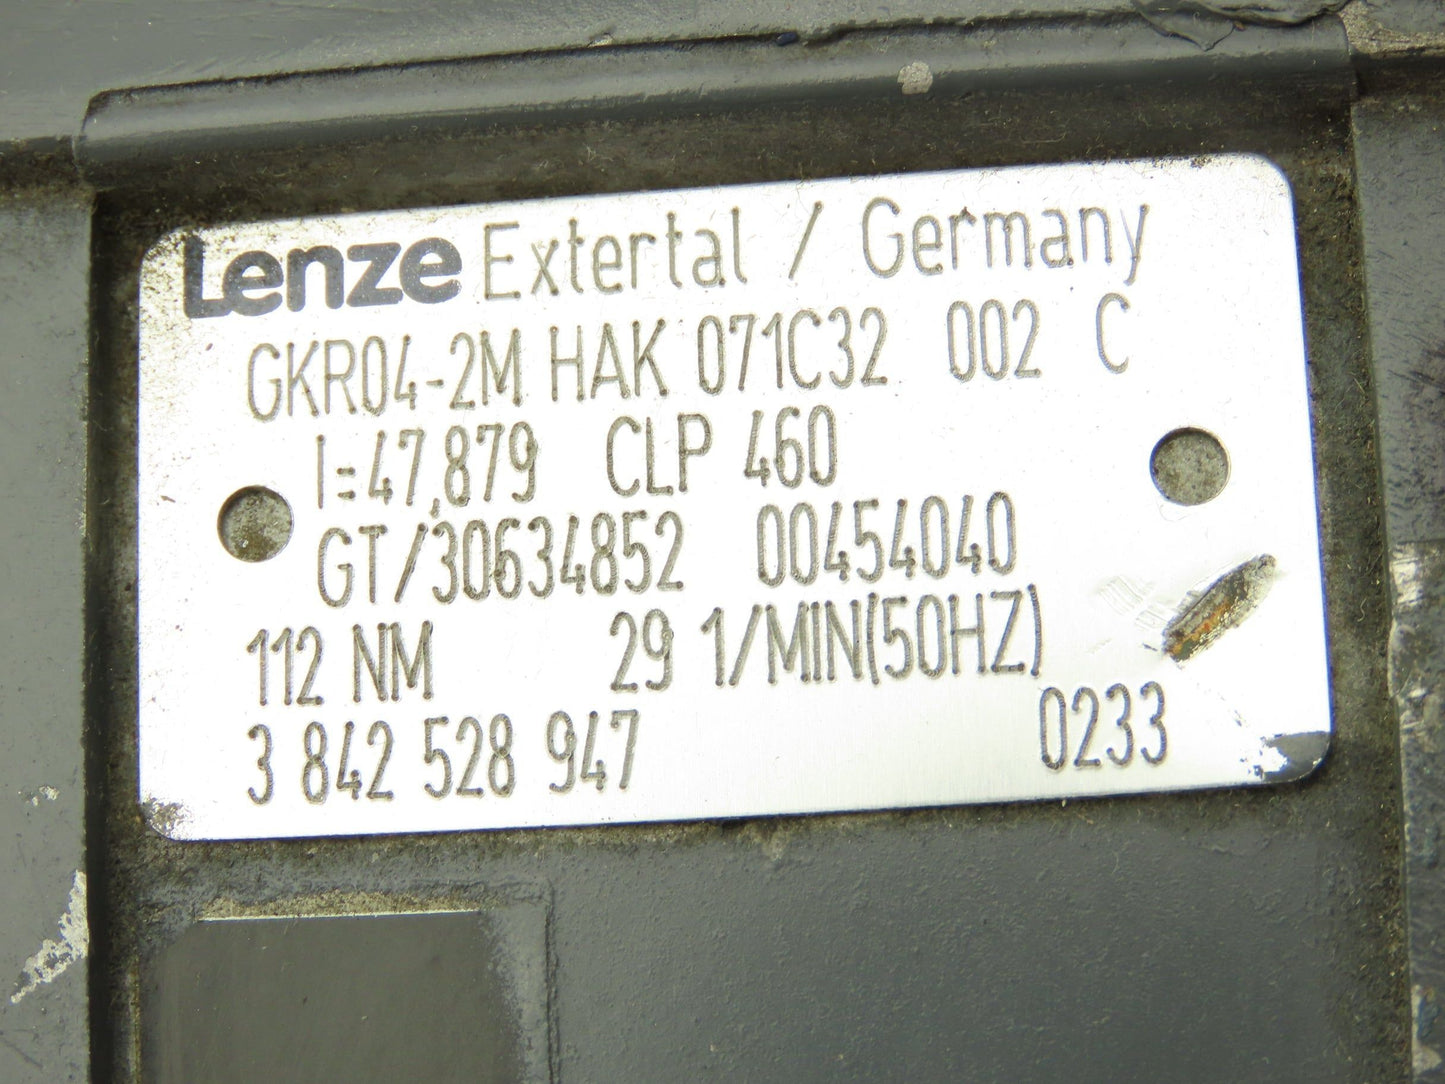 Lenze Extertal / Germany
GKR04-2M HAK 071C32 002 C
I=47,879 CLP 460
GT/30634852 00454040
112 NM 29 1/MIN(50HZ)
3 842 528 947 0233